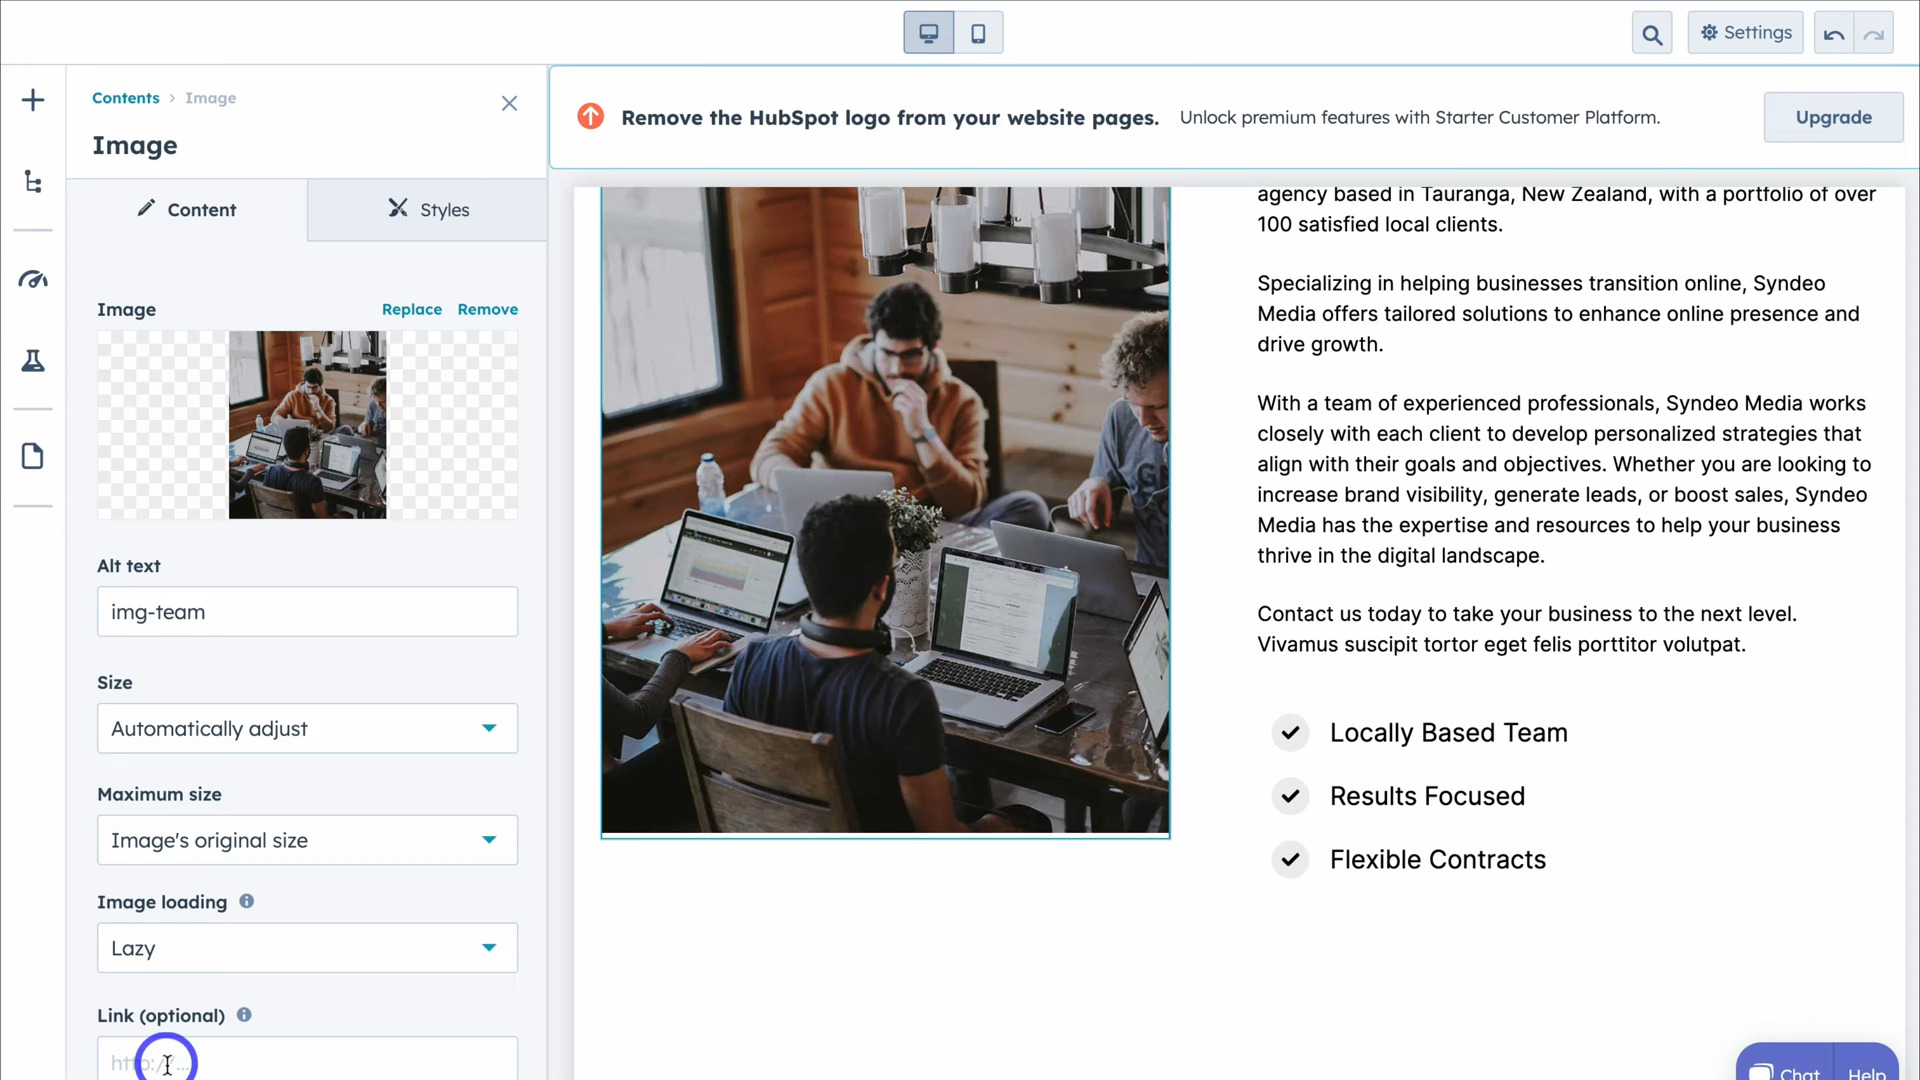 Settings
Contents > Image
Image
Content
Styles
Remove the HubSpot logo from your website pages. Unlock premium features with Starter Customer Platform.
Upgrade
Image
Replace
Remove
Alt text
img-team
Size
Automatically adjust
Maximum size
Image's original size
Image loading
Lazy
Link (optional)
http://...
agency based in Tauranga, New Zealand, with a portfolio of over
100 satisfied local clients.
Specializing in helping businesses transition online, Syndeo
Media offers tailored solutions to enhance online presence and
drive growth.
With a team of experienced professionals, Syndeo Media works
closely with each client to develop personalized strategies that
align with their goals and objectives. Whether you are looking to
increase brand visibility, generate leads, or boost sales, Syndeo
Media has the expertise and resources to help your business
thrive in the digital landscape.
Contact us today to take your business to the next level.
Vivamus suscipit tortor eget felis porttitor volutpat.
Locally Based Team
Results Focused
Flexible Contracts
Chat
Help